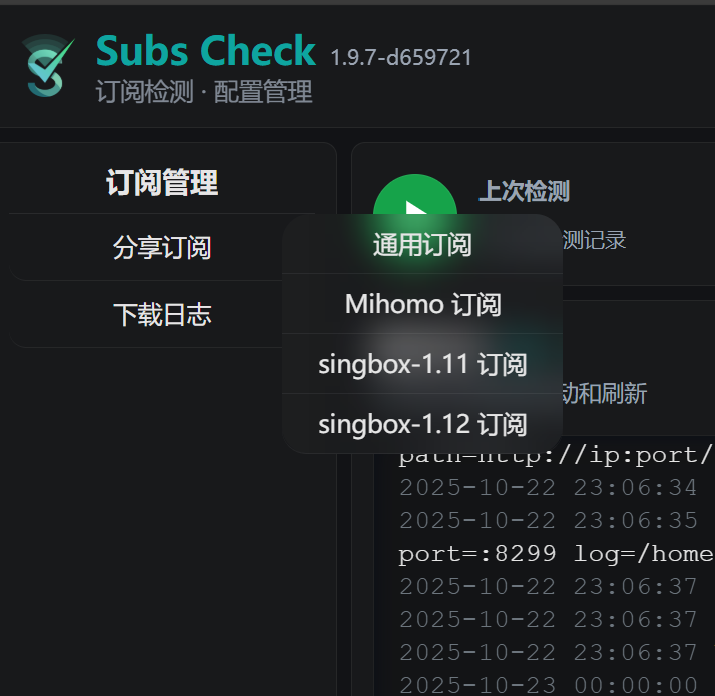 Subs Check 1.9.7-d659721
订阅检测 · 配置管理
订阅管理
分享订阅
下载日志
上次检测
测记录
通用订阅
Mihomo 订阅
singbox-1.11 订阅
singbox-1.12 订阅
动和刷新
path=http://ip:port/
2025-10-22 23:06:34
2025-10-22 23:06:35
port=:8299 log=/home
2025-10-22 23:06:37
2025-10-22 23:06:37
2025-10-22 23:06:37
2025-10-23 00:00:00